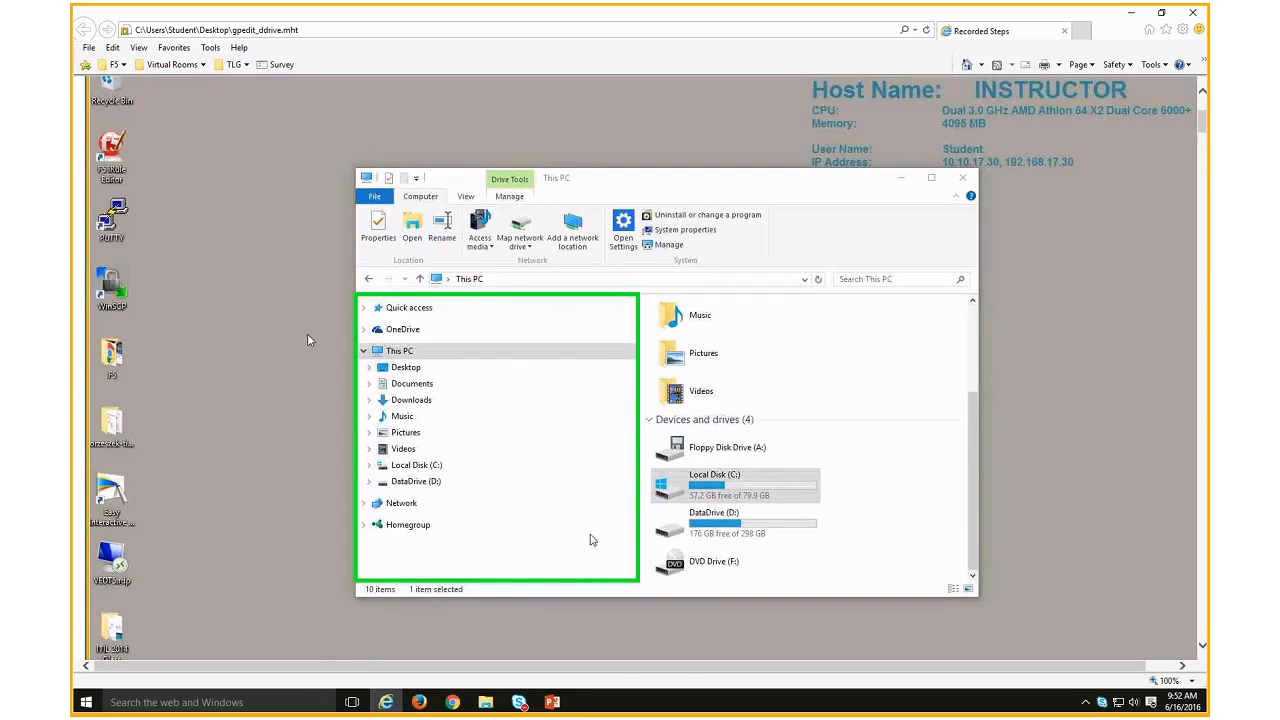 C:\Users\Student\Desktop\gpedit_ddrive.mht
Recorded Steps
File Edit View Favorites Tools Help
F5 Virtual Rooms TLG Survey
Page Safety Tools
Recycle Bin
Host Name: INSTRUCTOR
CPU: Dual 3.0 GHz AMD Athlon 64 X2 Dual Core 6000+
Memory: 4095 MB
User Name: Student
IP Address: 10.10.17.30, 192.168.17.30
F5 iRule
Editor
PuTTY
WinSCP
F5
Easy
Interactive ...
Drive Tools This PC
File Computer View Manage
Properties Open Rename
Access media
Map network drive
Add a network location
Open Settings
Uninstall or change a program
System properties
Manage
Location Network System
This PC
Search This PC
Quick access
OneDrive
This PC
Desktop
Documents
Downloads
Music
Pictures
Videos
Local Disk (C:)
DataDrive (D:)
Network
Homegroup
Music
Pictures
Videos
Devices and drives (4)
Floppy Disk Drive (A:)
Local Disk (C:)
57.2 GB free of 79.9 GB
DataDrive (D:)
176 GB free of 298 GB
DVD
DVD Drive (F:)
10 items 1 item selected
100%
Search the web and Windows
9:52 AM
6/16/2016